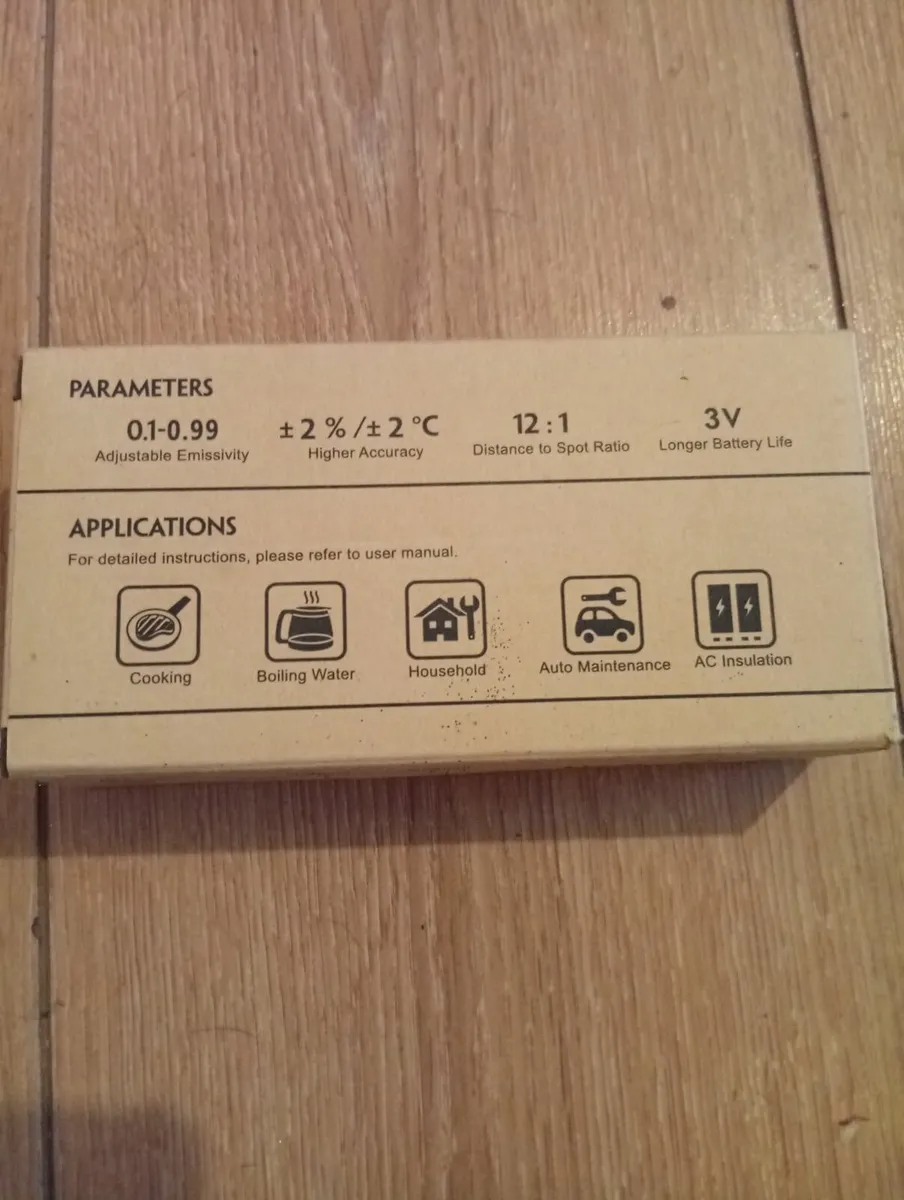 PARAMETERS
0.1-0.99 ±2%/±2℃ 12:1 3V
Adjustable Emissivity Higher Accuracy Distance to Spot Ratio Longer Battery Life
APPLICATIONS
For detailed instructions, please refer to user manual.
Cooking Boiling Water Household Auto Maintenance AC Insulation